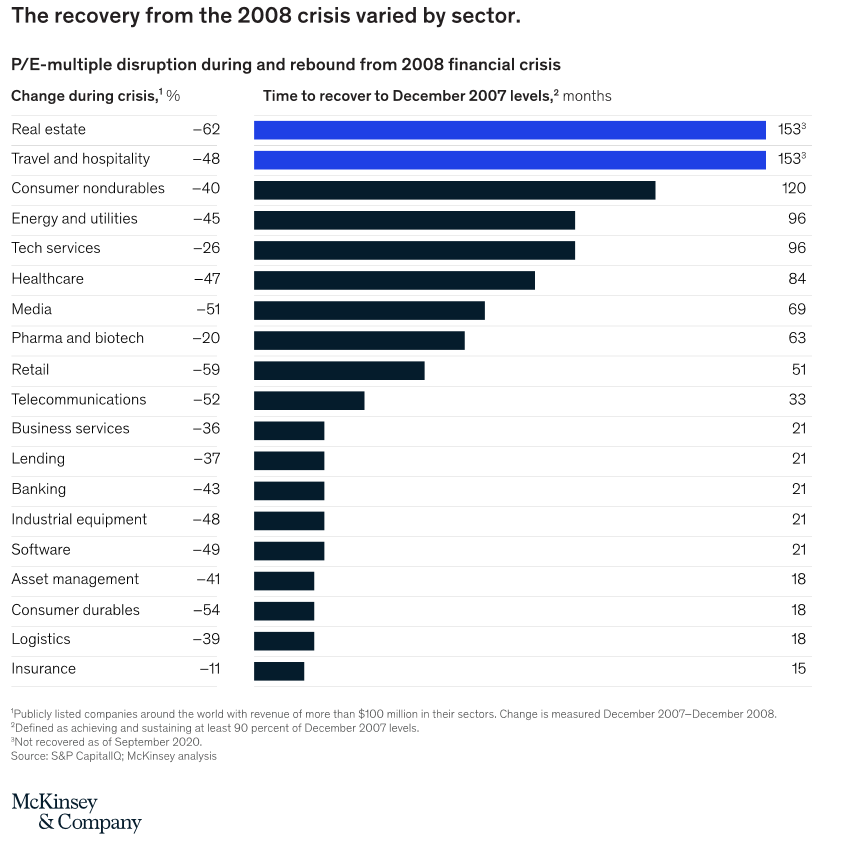 The recovery from the 2008 crisis varied by sector.
P/E-multiple disruption during and rebound from 2008 financial crisis
Change during crisis,¹ % Time to recover to December 2007 levels,² months
Real estate −62 153³
Travel and hospitality −48 153³
Consumer nondurables −40 120
Energy and utilities −45 96
Tech services −26 96
Healthcare −47 84
Media −51 69
Pharma and biotech −20 63
Retail −59 51
Telecommunications −52 33
Business services −36 21
Lending −37 21
Banking −43 21
Industrial equipment −48 21
Software −49 21
Asset management −41 18
Consumer durables −54 18
Logistics −39 18
Insurance −11 15
¹Publicly listed companies around the world with revenue of more than $100 million in their sectors. Change is measured December 2007–December 2008.
²Defined as achieving and sustaining at least 90 percent of December 2007 levels.
³Not recovered as of September 2020.
Source: S&P CapitalIQ; McKinsey analysis
McKinsey
& Company